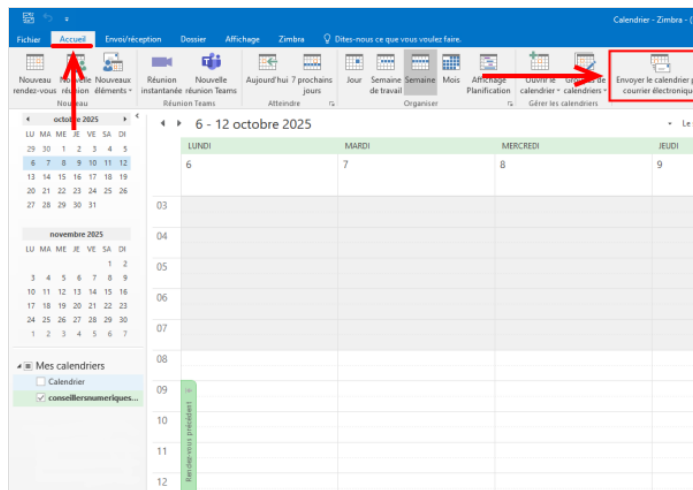 Calendrier - Zimbra - (
Fichier Accueil Envoi/réception Dossier Affichage Zimbra Dites-nous ce que vous voulez faire.
Nouveau rendez-vous
Nouvelle réunion
Nouveaux éléments
Nouveau
Réunion instantanée
Nouvelle réunion Teams
Réunion Teams
Aujourd'hui
7 prochains jours
Atteindre
Jour
Semaine de travail
Semaine
Mois
Affichage Planification
Organiser
Ouvrir le calendrier
Groupes de calendriers
Gérer les calendriers
Envoyer le calendrier p
courrier électroniqu
octobre 2025
LU MA ME JE VE SA DI
29 30 1 2 3 4 5
6 7 8 9 10 11 12
13 14 15 16 17 18 19
20 21 22 23 24 25 26
27 28 29 30 31
novembre 2025
LU MA ME JE VE SA DI
1 2
3 4 5 6 7 8 9
10 11 12 13 14 15 16
17 18 19 20 21 22 23
24 25 26 27 28 29 30
1 2 3 4 5 6 7
Mes calendriers
Calendrier
conseillersnumeriques...
6 - 12 octobre 2025
Le
LUNDI MARDI MERCREDI JEUDI
6 7 8 9
03
04
05
06
07
08
09
10
11
12
Rendez-vous précédent